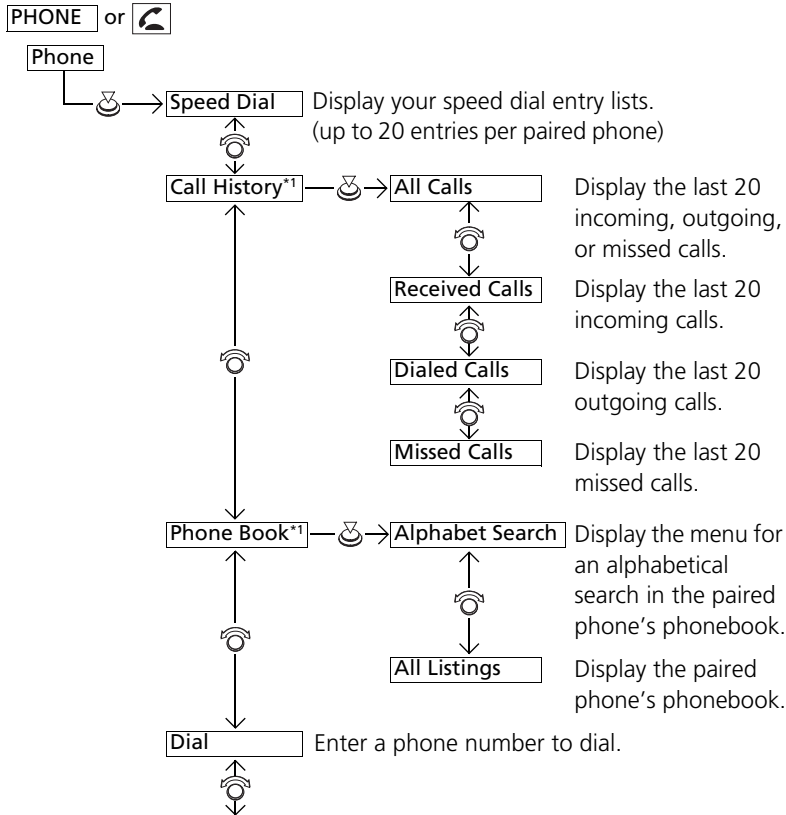 PHONE or
Phone
Speed Dial Display your speed dial entry lists.
(up to 20 entries per paired phone)
Call History*1 All Calls Display the last 20
incoming, outgoing,
or missed calls.
Received Calls Display the last 20
incoming calls.
Dialed Calls Display the last 20
outgoing calls.
Missed Calls Display the last 20
missed calls.
Phone Book*1 Alphabet Search Display the menu for
an alphabetical
search in the paired
phone's phonebook.
All Listings Display the paired
phone's phonebook.
Dial Enter a phone number to dial.